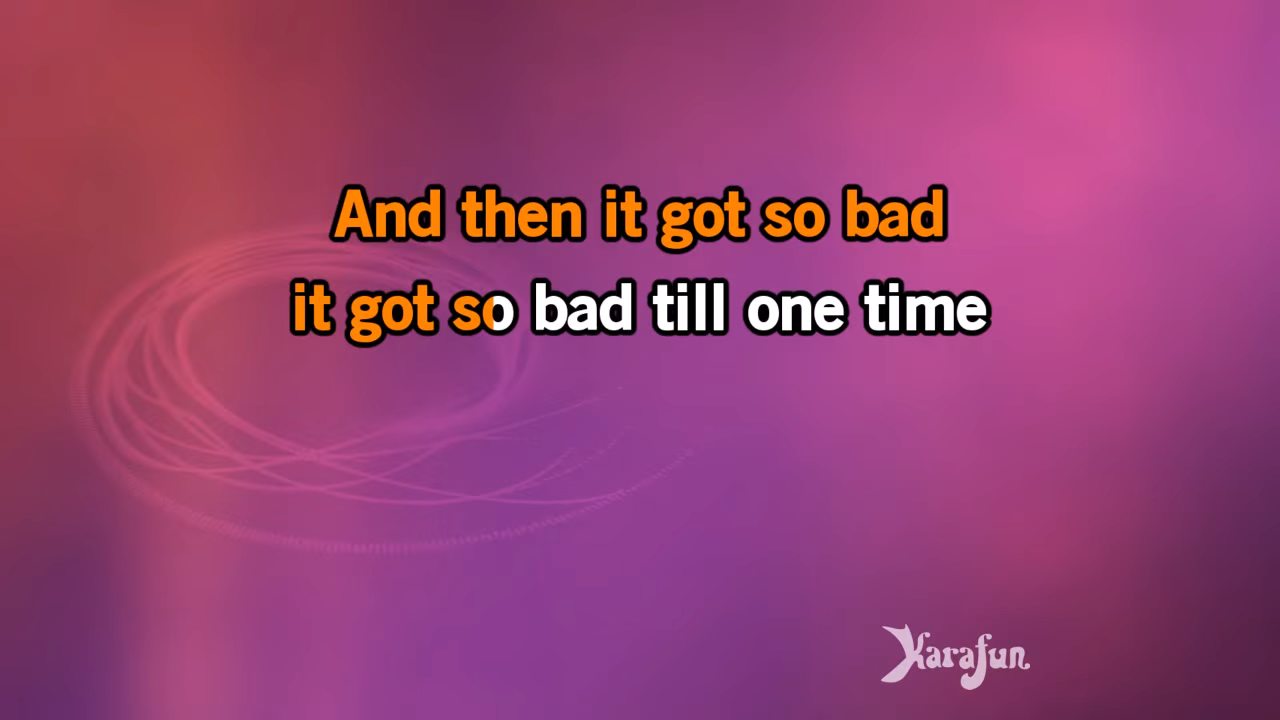 And then it got so bad
it got so bad till one time
Karafun